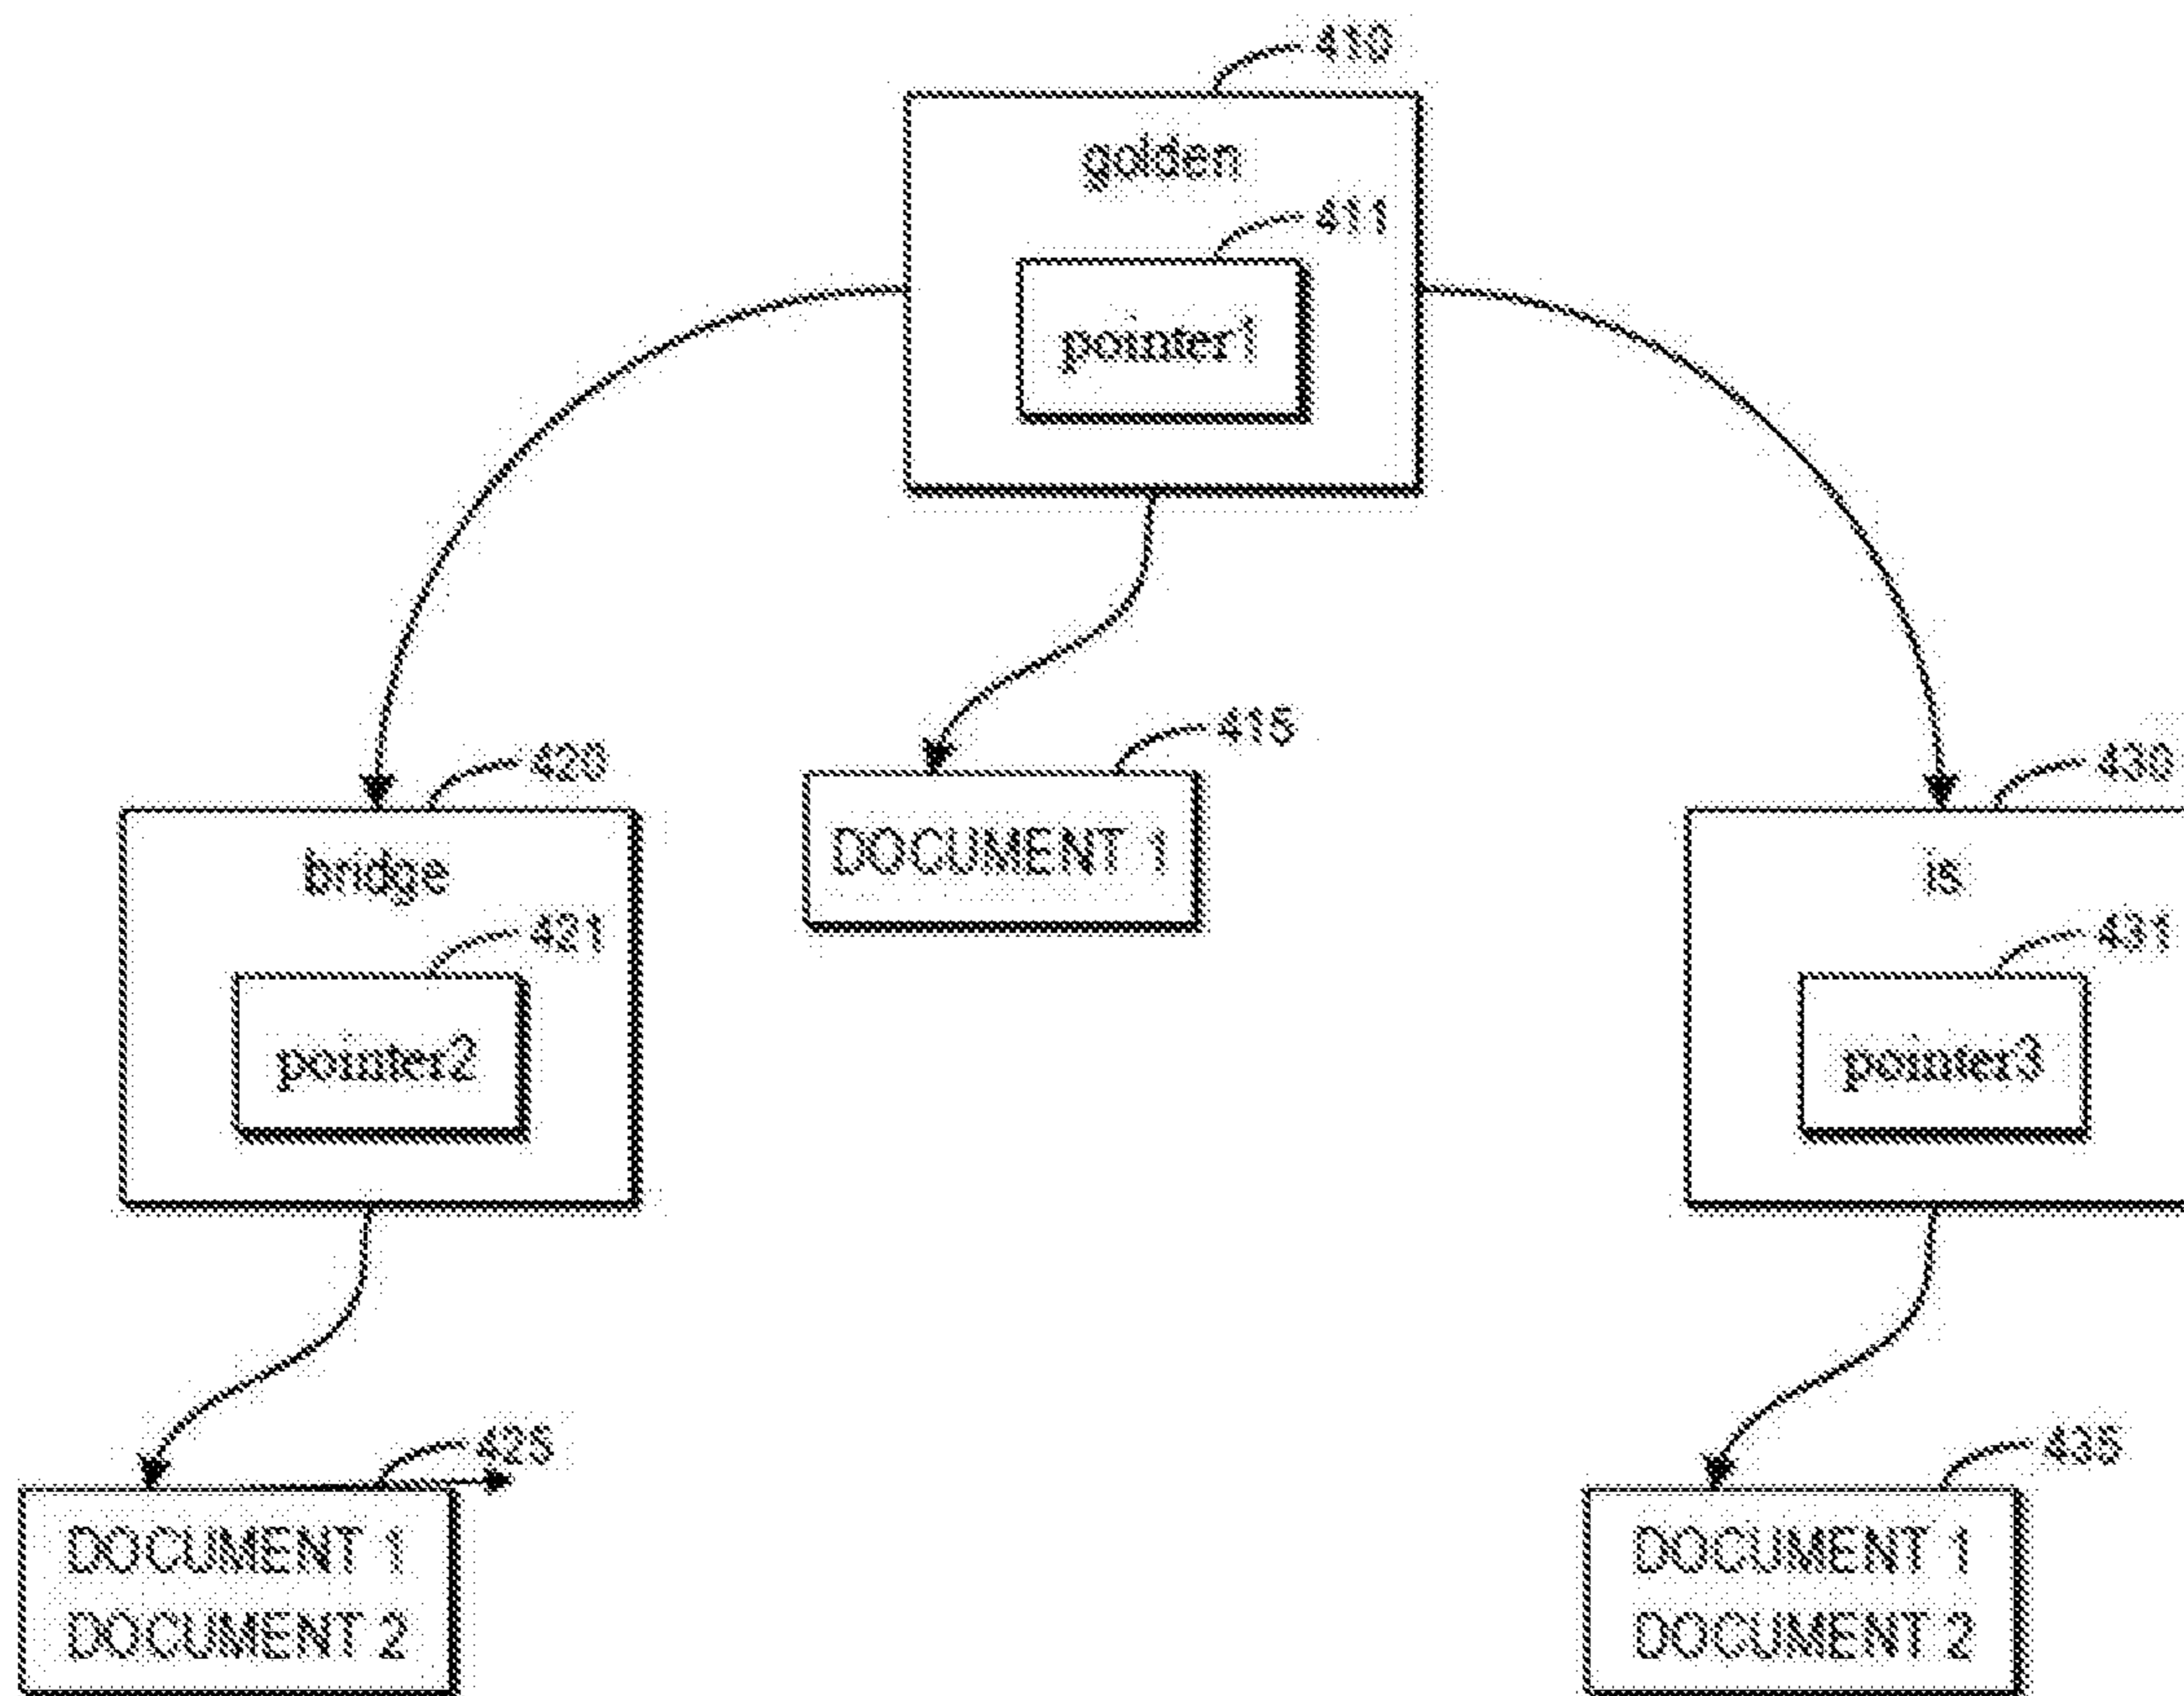 410
golden
411
pointer1
415
DOCUMENT 1
420
bridge
421
pointer2
430
is
431
pointer3
425
DOCUMENT 1
DOCUMENT 2
435
DOCUMENT 1
DOCUMENT 2